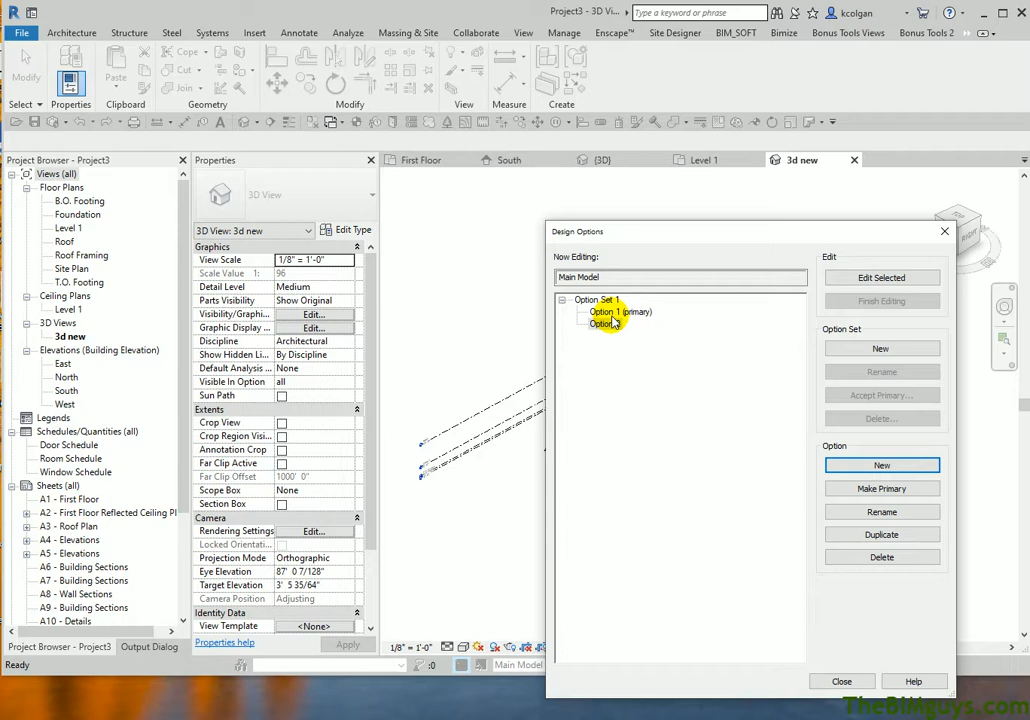 Project3 - 3D View...
Type a keyword or phrase
kcolgan
File
Architecture
Structure
Steel
Systems
Insert
Annotate
Analyze
Massing & Site
Collaborate
View
Manage
Enscape™
Site Designer
BIM_SOFT
Bimize
Bonus Tools Views
Bonus Tools 2
Modify
Paste
Cope
Cut
Join
Select
Properties
Clipboard
Geometry
Modify
View
Measure
Create
Project Browser - Project3
Properties
First Floor
South
{3D}
Level 1
3d new
Views (all)
Floor Plans
B.O. Footing
Foundation
Level 1
Roof
Roof Framing
Site Plan
T.O. Footing
Ceiling Plans
Level 1
3D Views
3d new
Elevations (Building Elevation)
East
North
South
West
Legends
Schedules/Quantities (all)
Door Schedule
Room Schedule
Window Schedule
Sheets (all)
A1 - First Floor
A2 - First Floor Reflected Ceiling P
A3 - Roof Plan
A4 - Elevations
A5 - Elevations
A6 - Building Sections
A7 - Building Sections
A8 - Wall Sections
A9 - Building Sections
A10 - Details
Project Browser - Project3
Output Dialog
3D View
3D View: 3d new
Edit Type
Graphics
View Scale 1/8" = 1'-0"
Scale Value 1: 96
Detail Level Medium
Parts Visibility Show Original
Visibility/Graphi... Edit...
Graphic Display ... Edit...
Discipline Architectural
Show Hidden Li... By Discipline
Default Analysis ... None
Visible In Option all
Sun Path
Extents
Crop View
Crop Region Visi...
Annotation Crop
Far Clip Active
Far Clip Offset 1000' 0"
Scope Box None
Section Box
Camera
Rendering Settings Edit...
Locked Orientati...
Projection Mode Orthographic
Eye Elevation 87' 0 7/128"
Target Elevation 3' 5 35/64"
Camera Position Adjusting
Identity Data
View Template <None>
Properties help
Apply
TOP
RIGHT
Design Options
Now Editing:
Main Model
Option Set 1
Option 1 (primary)
Edit
Edit Selected
Finish Editing
Option Set
New
Rename
Accept Primary...
Delete...
Option
New
Make Primary
Rename
Duplicate
Delete
Close
Help
1/8" = 1'-0"
Ready
:0
Main Model
TheBIMguys.com